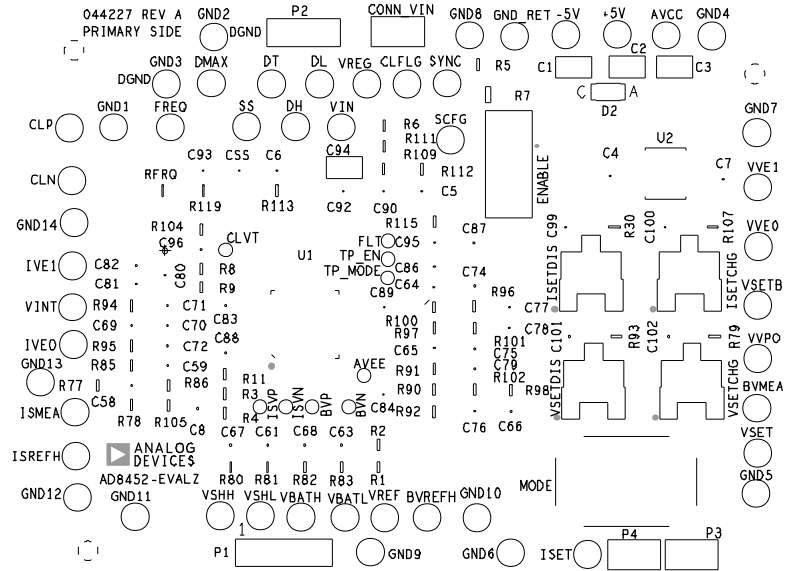 044227 REV A
PRIMARY SIDE
GND2
DGND
P2
CONN_VIN
GND8
GND_RET
-5V
+5V
AVCC
GND4
GND3
DMAX
DT
DL
VREG
CLFLG
SYNC
R5
C1
C2
C3
DGND
R7
C
A
D2
GND1
FREQ
SS
DH
VIN
SCFG
GND7
CLP
R6
R111
R109
U2
C94
C93
CSS
C6
R112
ENABLE
C4
C7
VVE1
CLN
RFRQ
C5
R119
R113
C92
C90
GND14
R104
R115
C87
C99
R30
C100
R107
VVE0
C96
CLVT
FLT
C95
U1
TP_EN
IVE1
C82
C80
R8
TP_MODE
C86
C74
ISETDIS
ISETCHG
C81
R9
C64
VSETB
VINT
R94
C71
C89
R96
C77
C83
C69
C70
R100
C78
R97
C101
R93
C102
R79
VVP0
IVE0
R95
C72
C88
R101
C65
C75
GND13
R85
C59
AVEE
R91
C79
R102
R77
R86
R11
R90
R98
VSETDIS
VSETCHG
BVMEA
R3
C58
ISVP
ISVN
BVP
BVN
C84
R92
ISMEA
R78
R105
C8
R4
C76
C66
C67
C61
C68
C63
R2
VSET
ISREFH
ANALOG
DEVICES
AD8452-EVALZ
R80
R81
R82
R83
R1
MODE
GND5
GND12
GND11
VSHH
VSHL
VBATH
VBATL
VREF
BVREFH
GND10
1
P1
GND9
GND6
ISET
P4
P3